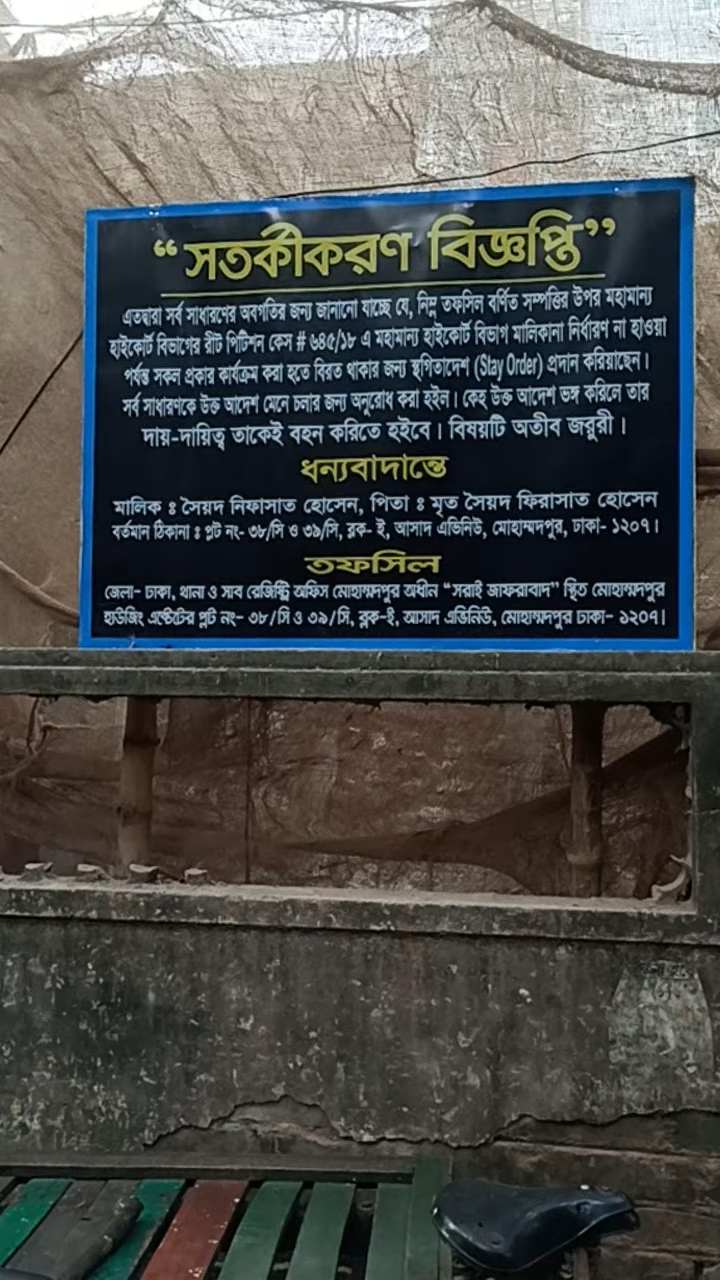 “সতর্কীকরণ বিজ্ঞপ্তি”
এতদ্বারা সর্ব সাধারণের অবগতির জন্য জানানো যাচ্ছে যে, নিম্ন তফসিল বর্ণিত সম্পত্তির উপর মহামান্য
হাইকোর্ট বিভাগের রীট পিটিশন কেস # ৬৪৫/১৮ এ মহামান্য হাইকোর্ট বিভাগ মালিকানা নির্ধারণ না হাওয়া
পর্যন্ত সকল প্রকার কার্যক্রম করা হতে বিরত থাকার জন্য স্থগিতাদেশ (Stay Order) প্রদান করিয়াছেন।
সর্ব সাধারণকে উক্ত আদেশ মেনে চলার জন্য অনুরোধ করা হইল। কেহ উক্ত আদেশ ভঙ্গ করিলে তার
দায়-দায়িত্ব তাকেই বহন করিতে হইবে। বিষয়টি অতীব জরুরী।
ধন্যবাদান্তে
মালিক ঃ সৈয়দ নিফাসাত হোসেন, পিতা ঃ মৃত সৈয়দ ফিরাসাত হোসেন
বর্তমান ঠিকানা ঃ প্লট নং- ৩৮/সি ও ৩৯/সি, ব্লক- ই, আসাদ এভিনিউ, মোহাম্মদপুর, ঢাকা- ১২০৭।
তফসিল
জেলা- ঢাকা, থানা ও সাব রেজিষ্ট্রি অফিস মোহাম্মদপুর অধীন “সরাই জাফরাবাদ” স্থিত মোহাম্মদপুর
হাউজিং এষ্টেটের প্লট নং- ৩৮/সি ও ৩৯/সি, ব্লক-ই, আসাদ এভিনিউ, মোহাম্মদপুর ঢাকা- ১২০৭।